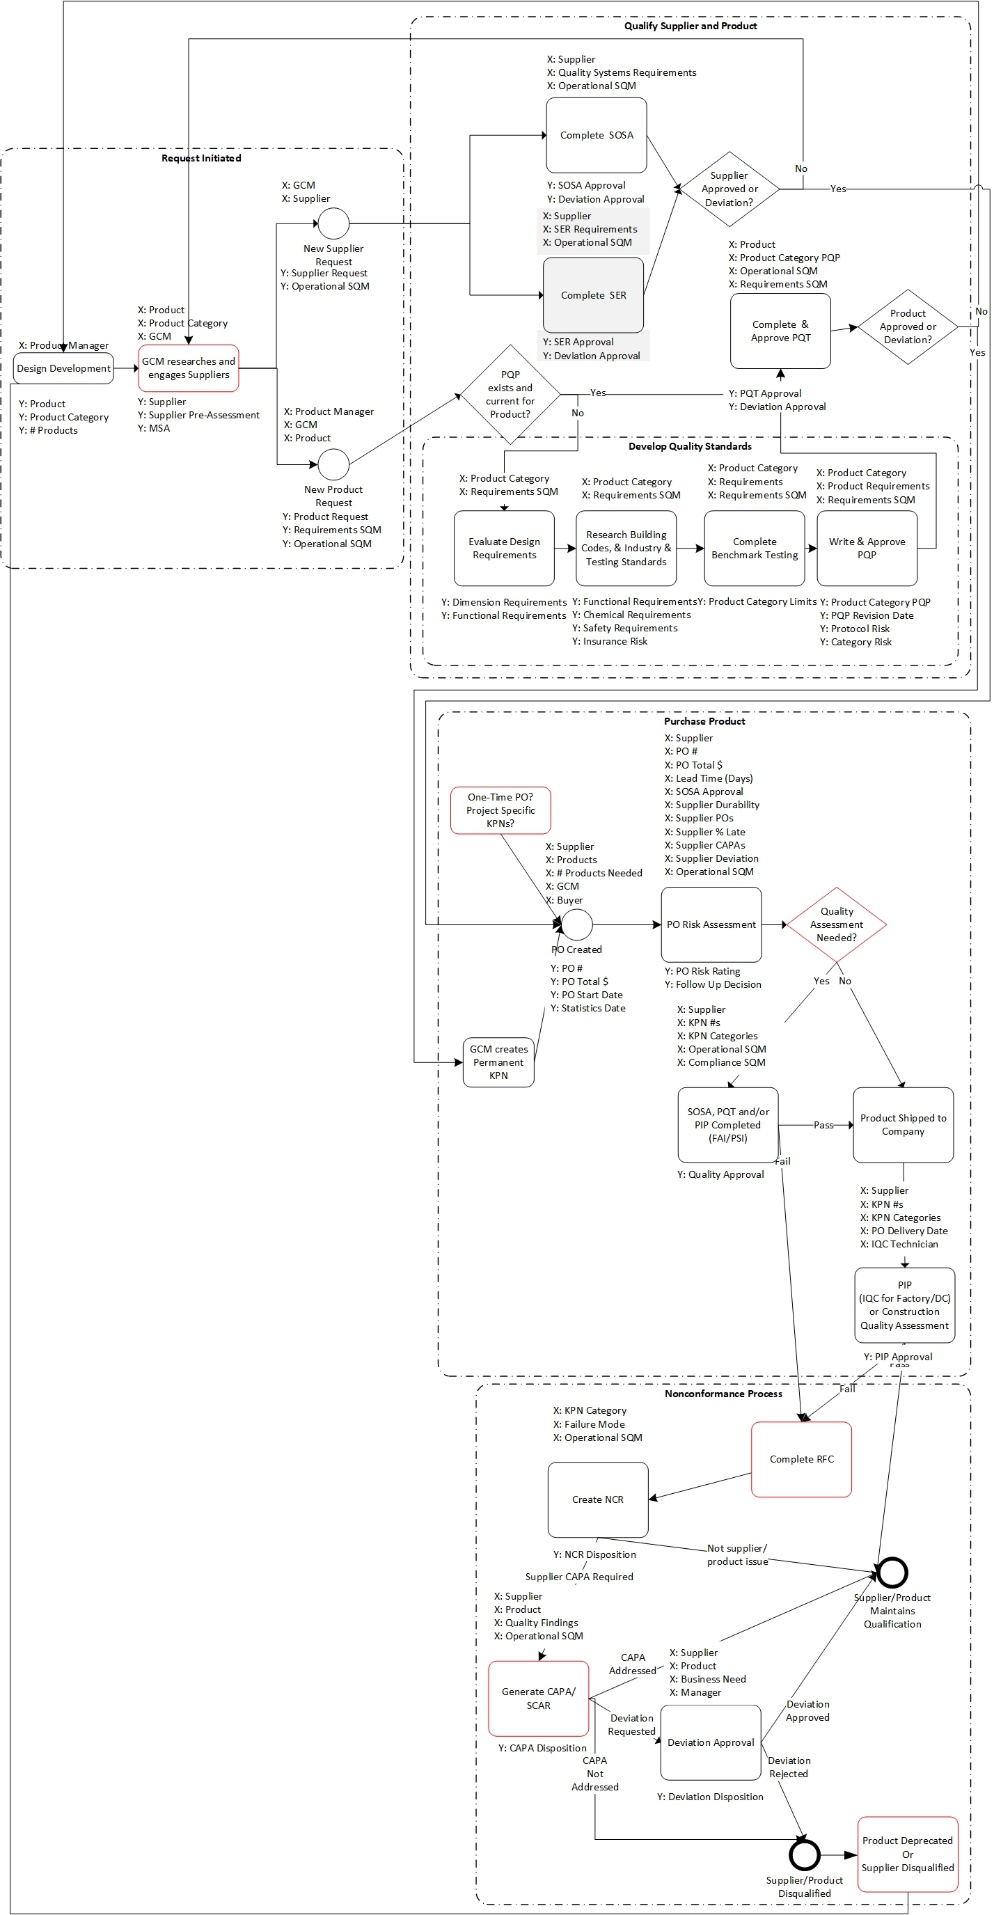 Qualify Supplier and Product
X: Supplier
X: Quality Systems Requirements
X: Operational SQM
Complete SOSA
Y: SOSA Approval
Y: Deviation Approval
X: Supplier
X: SER Requirements
X: Operational SQM
Complete SER
Y: SER Approval
Y: Deviation Approval
Supplier
Approved or
Deviation?
No
Yes
Request Initiated
X: GCM
X: Supplier
New Supplier
Request
Y: Supplier Request
Y: Operational SQM
X: Product Manager
Design Development
Y: Product
Y: Product Category
Y: # Products
X: Product
X: Product Category
X: GCM
GCM researches and
engages Suppliers
Y: Supplier
Y: Supplier Pre-Assessment
Y: MSA
X: Product Manager
X: GCM
X: Product
New Product
Request
Y: Product Request
Y: Requirements SQM
Y: Operational SQM
PQP
exists and
current for
Product?
Yes
No
X: Product
X: Product Category PQP
X: Operational SQM
X: Requirements SQM
Complete &
Approve PQT
Y: PQT Approval
Y: Deviation Approval
Product
Approved or
Deviation?
No
Yes
Develop Quality Standards
X: Product Category
X: Requirements SQM
Evaluate Design
Requirements
Y: Dimension Requirements
Y: Functional Requirements
X: Product Category
X: Requirements SQM
Research Building
Codes, & Industry &
Testing Standards
Y: Functional Requirements
Y: Chemical Requirements
Y: Safety Requirements
Y: Insurance Risk
X: Product Category
X: Requirements
X: Requirements SQM
Complete
Benchmark Testing
Y: Product Category Limits
X: Product Category
X: Product Requirements
X: Requirements SQM
Write & Approve
PQP
Y: Product Category PQP
Y: PQP Revision Date
Y: Protocol Risk
Y: Category Risk
Purchase Product
One-Time PO?
Project Specific
KPNs?
X: Supplier
X: Products
X: # Products Needed
X: GCM
X: Buyer
PO Created
Y: PO #
Y: PO Total $
Y: PO Start Date
Y: Statistics Date
GCM creates
Permanent
KPN
X: Supplier
X: PO #
X: PO Total $
X: Lead Time (Days)
X: SOSA Approval
X: Supplier Durability
X: Supplier POs
X: Supplier % Late
X: Supplier CAPAs
X: Supplier Deviation
X: Operational SQM
PO Risk Assessment
Y: PO Risk Rating
Y: Follow Up Decision
Quality
Assessment
Needed?
Yes
No
X: Supplier
X: KPN #s
X: KPN Categories
X: Operational SQM
X: Compliance SQM
SOSA, PQT and/or
PIP Completed
(FAI/PSI)
Y: Quality Approval
Pass
Fail
Product Shipped to
Company
X: Supplier
X: KPN #s
X: KPN Categories
X: PO Delivery Date
X: IQC Technician
PIP
(IQC for Factory/DC)
or Construction
Quality Assessment
Y: PIP Approval
Pass
Fail
Nonconformance Process
X: KPN Category
X: Failure Mode
X: Operational SQM
Complete RFC
Create NCR
Y: NCR Disposition
Supplier CAPA Required
Not supplier/
product issue
Supplier/Product
Maintains
Qualification
X: Supplier
X: Product
X: Quality Findings
X: Operational SQM
Generate CAPA/
SCAR
Y: CAPA Disposition
CAPA
Addressed
Deviation
Requested
CAPA
Not
Addressed
X: Supplier
X: Product
X: Business Need
X: Manager
Deviation Approval
Y: Deviation Disposition
Deviation
Approved
Deviation
Rejected
Supplier/Product
Disqualified
Product Deprecated
Or
Supplier Disqualified